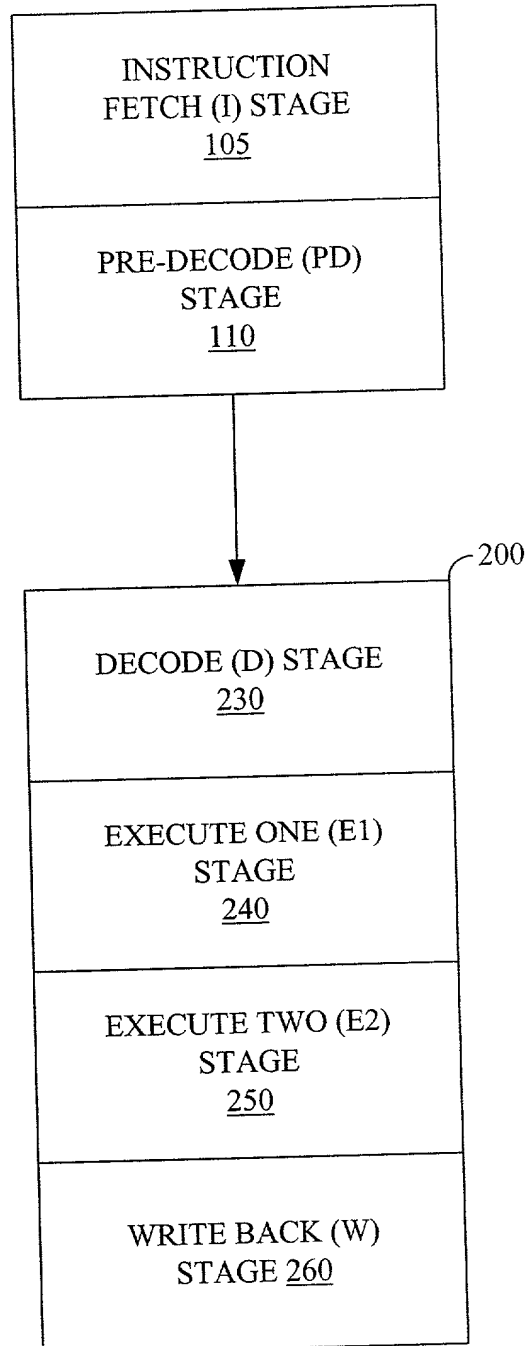 INSTRUCTION
FETCH (I) STAGE
105
PRE-DECODE (PD)
STAGE
110
200
DECODE (D) STAGE
230
EXECUTE ONE (E1)
STAGE
240
EXECUTE TWO (E2)
STAGE
250
WRITE BACK (W)
STAGE 260